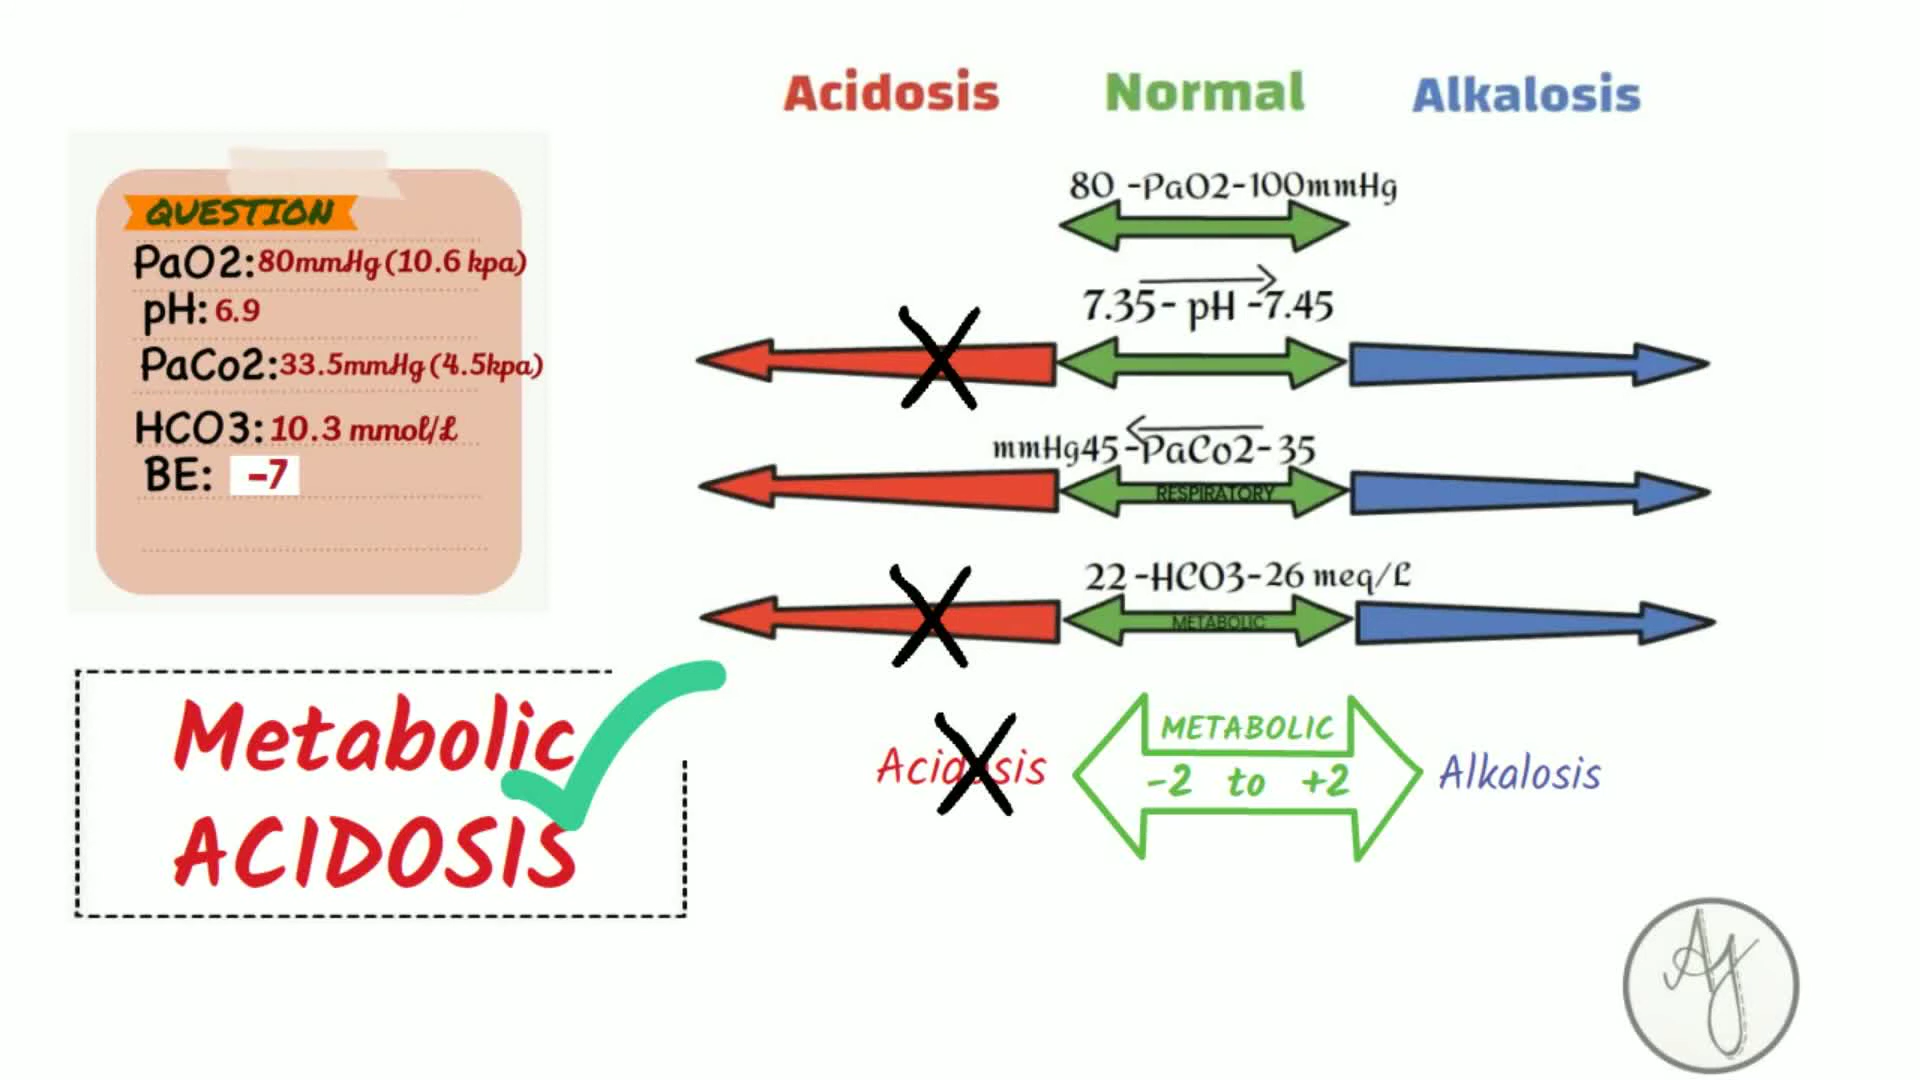 Acidosis Normal Alkalosis
QUESTION
PaO2: 80mmHg (10.6 kpa)
pH: 6.9
PaCo2: 33.5mmHg (4.5kpa)
HCO3: 10.3 mmol/L
BE: -7
80 -PaO2-100mmHg
7.35- pH -7.45
mmHg45-PaCo2-35
RESPIRATORY
22 -HCO3-26 meq/L
METABOLIC
Acidosis METABOLIC Alkalosis
-2 to +2
Metabolic
ACIDOSIS
Ay